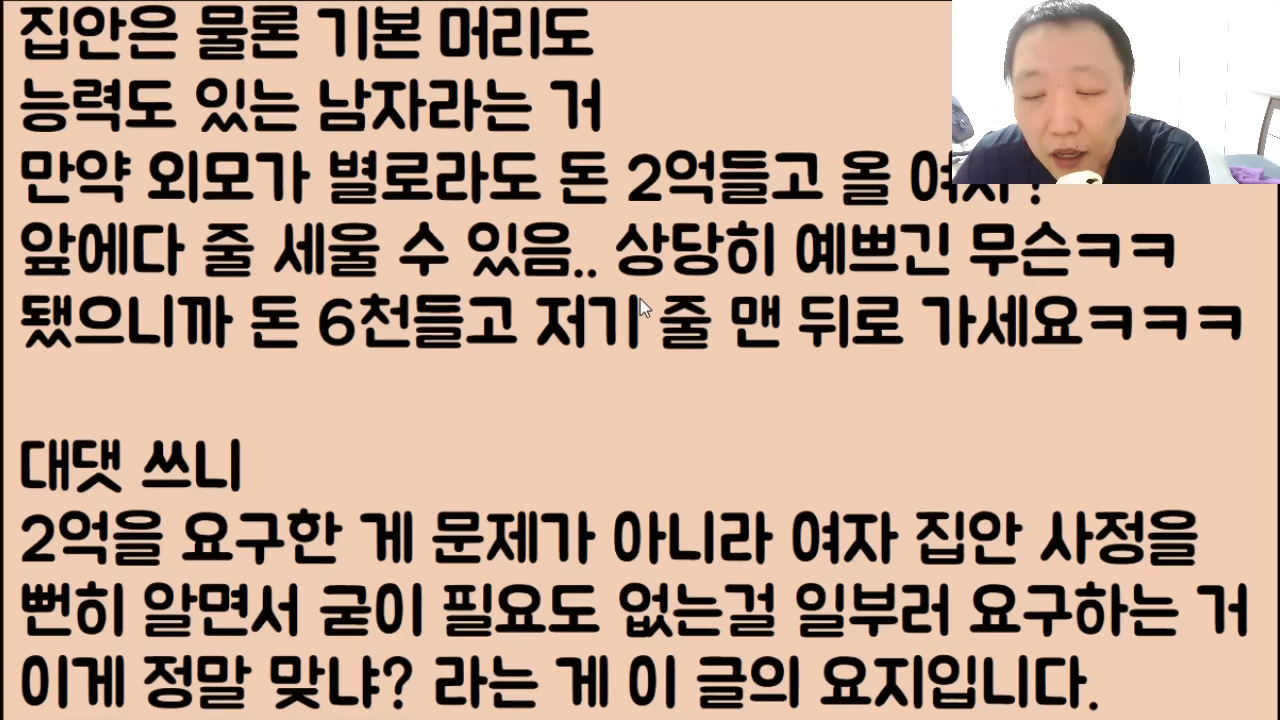 집안은 물론 기본 머리도
능력도 있는 남자라는 거
만약 외모가 별로라도 돈 2억들고 올
앞에다 줄 세울 수 있음.. 상당히 예쁘긴 무슨ㅋㅋ
됐으니까 돈 6천들고 저기 줄 맨 뒤로 가세요ㅋㅋㅋ
대댓 쓰니
2억을 요구한 게 문제가 아니라 여자 집안 사정을
뻔히 알면서 굳이 필요도 없는걸 일부러 요구하는 거
이게 정말 맞냐? 라는 게 이 글의 요지입니다.